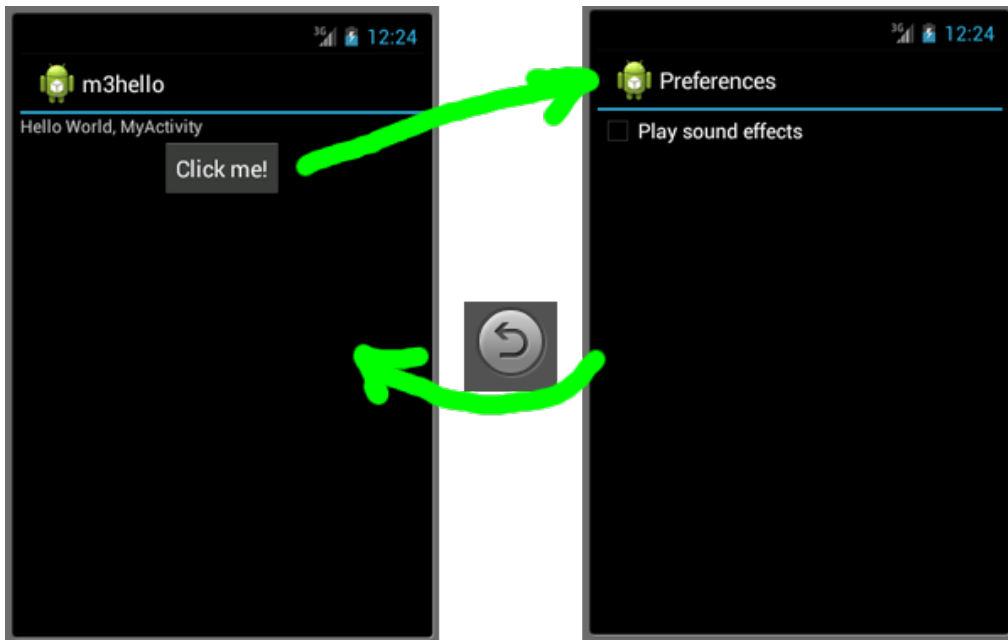 3G 12:24
m3hello
Hello World, MyActivity
Click me!
3G 12:24
Preferences
Play sound effects